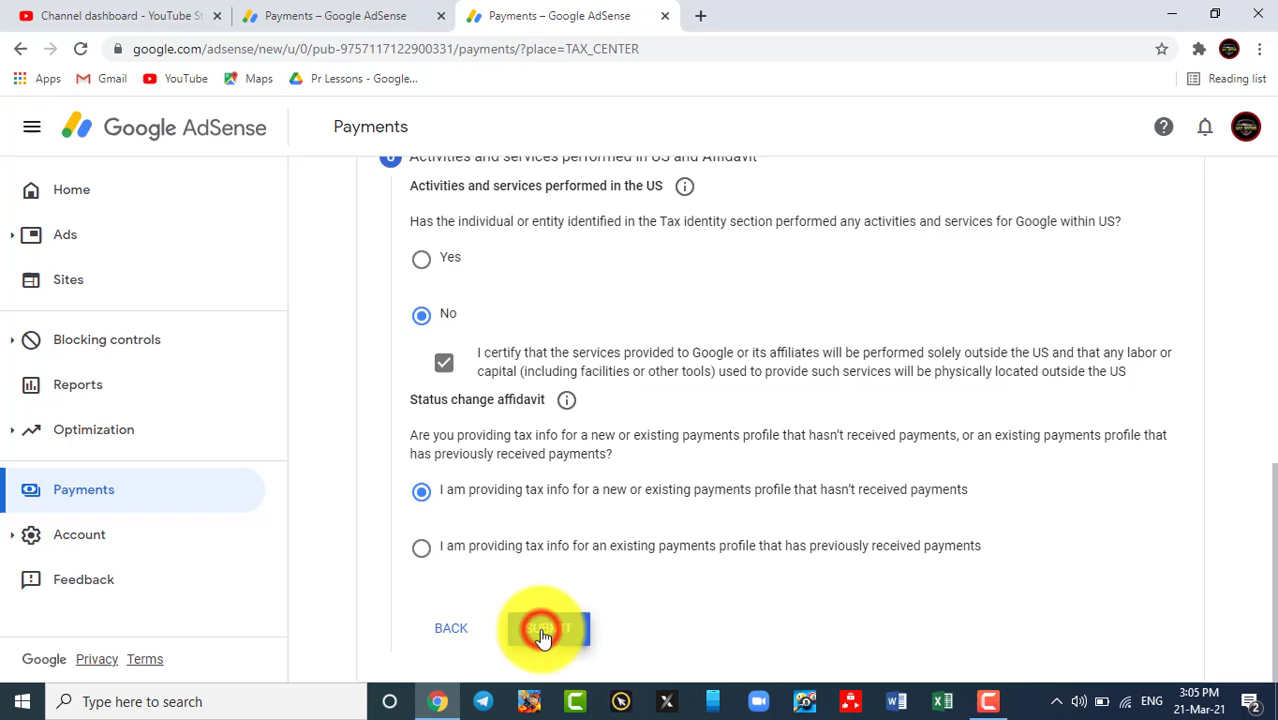 Channel dashboard - YouTube St
Payments – Google AdSense
Payments – Google AdSense
google.com/adsense/new/u/0/pub-9757117122900331/payments/?place=TAX_CENTER
Apps
Gmail
YouTube
Maps
Pr Lessons - Google...
Reading list
Google AdSense
Payments
Home
Ads
Sites
Blocking controls
Reports
Optimization
Payments
Account
Feedback
Google Privacy Terms
6 Activities and services performed in US and Affidavit
Activities and services performed in the US
Has the individual or entity identified in the Tax identity section performed any activities and services for Google within US?
Yes
No
I certify that the services provided to Google or its affiliates will be performed solely outside the US and that any labor or
capital (including facilities or other tools) used to provide such services will be physically located outside the US
Status change affidavit
Are you providing tax info for a new or existing payments profile that hasn't received payments, or an existing payments profile that
has previously received payments?
I am providing tax info for a new or existing payments profile that hasn't received payments
I am providing tax info for an existing payments profile that has previously received payments
BACK
SUBMIT
Type here to search
ENG
3:05 PM
21-Mar-21
2